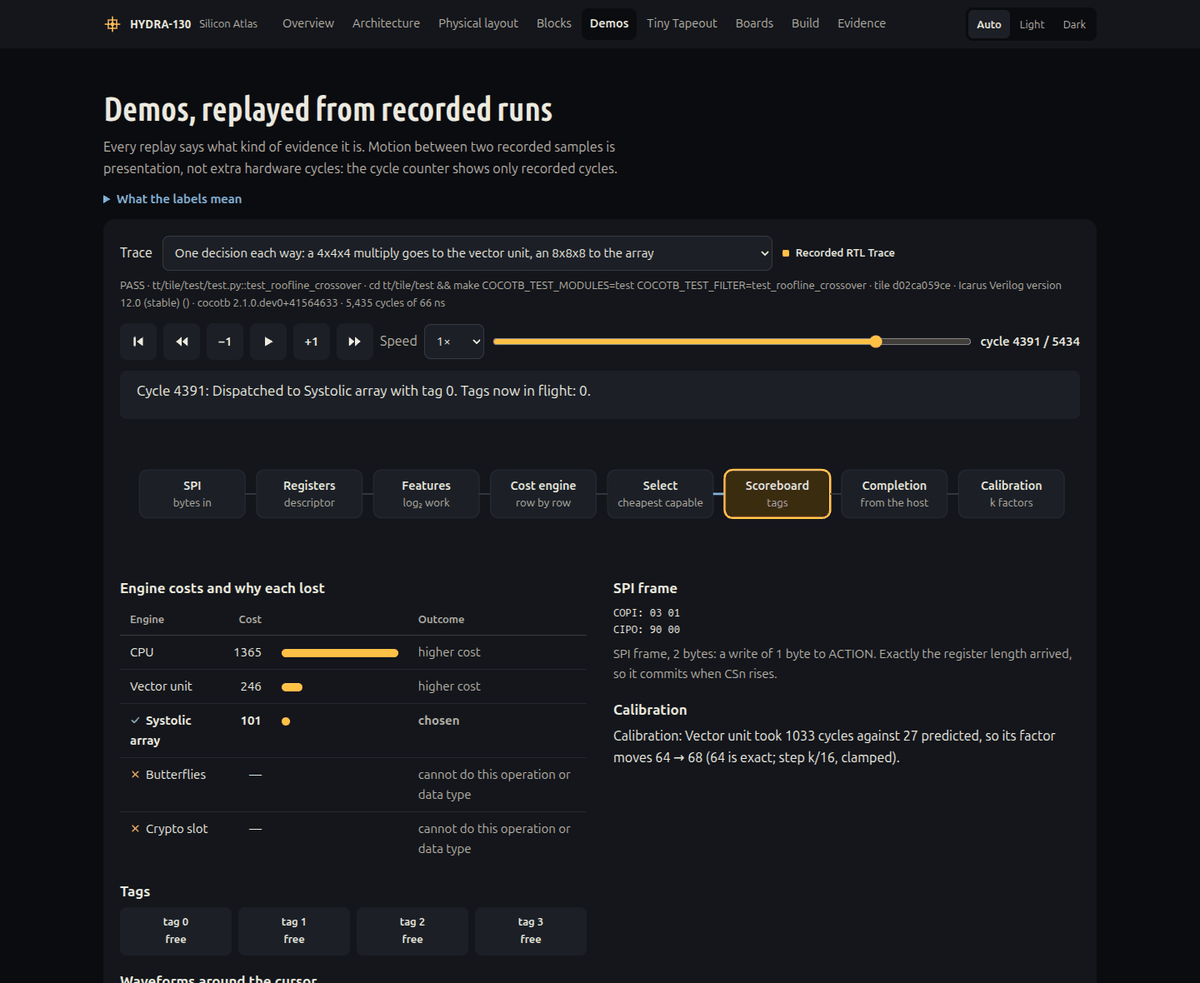 HYDRA-130 Silicon Atlas Overview Architecture Physical layout Blocks Demos Tiny Tapeout Boards Build Evidence Auto Light Dark
Demos, replayed from recorded runs
Every replay says what kind of evidence it is. Motion between two recorded samples is
presentation, not extra hardware cycles: the cycle counter shows only recorded cycles.
What the labels mean
Trace One decision each way: a 4x4x4 multiply goes to the vector unit, an 8x8x8 to the array Recorded RTL Trace
PASS · tt/tile/test/test.py::test_roofline_crossover · cd tt/tile/test && make COCOTB_TEST_MODULES=test COCOTB_TEST_FILTER=test_roofline_crossover · tile d02ca059ce · Icarus Verilog version
12.0 (stable) () · cocotb 2.1.0.dev0+41564633 · 5,435 cycles of 66 ns
−1 +1 Speed 1× cycle 4391 / 5434
Cycle 4391: Dispatched to Systolic array with tag 0. Tags now in flight: 0.
SPI Registers Features Cost engine Select Scoreboard Completion Calibration
bytes in descriptor log₂ work row by row cheapest capable tags from the host k factors
Engine costs and why each lost
Engine Cost Outcome
CPU 1365 higher cost
Vector unit 246 higher cost
✓ Systolic 101 chosen
array
✕ Butterflies — cannot do this operation or
data type
✕ Crypto slot — cannot do this operation or
data type
Tags
tag 0 tag 1 tag 2 tag 3
free free free free
Waveforms around the cursor
SPI frame
COPI: 03 01
CIPO: 90 00
SPI frame, 2 bytes: a write of 1 byte to ACTION. Exactly the register length arrived,
so it commits when CSn rises.
Calibration
Calibration: Vector unit took 1033 cycles against 27 predicted, so its factor
moves 64 → 68 (64 is exact; step k/16, clamped).